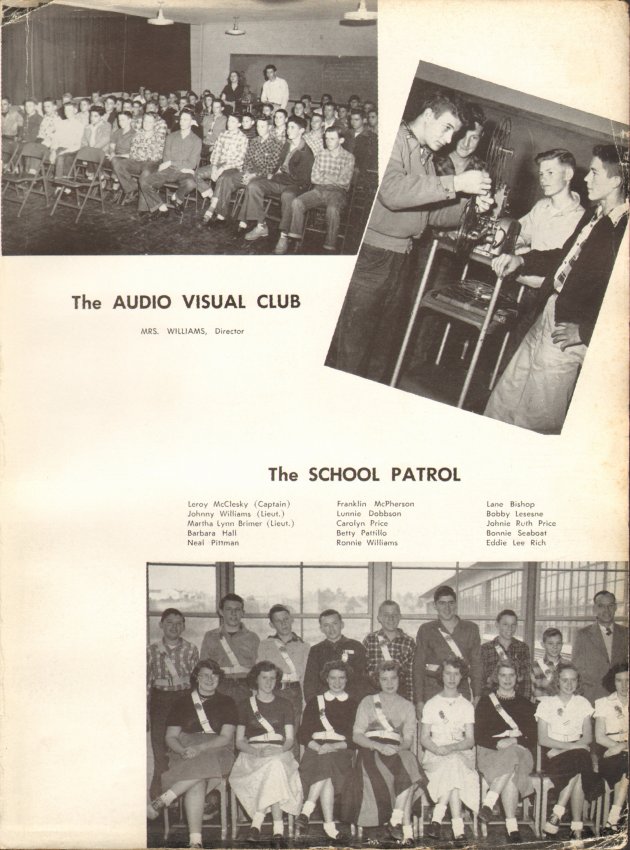 The AUDIO VISUAL CLUB
MRS. WILLIAMS, Director
The SCHOOL PATROL
Leroy McClesky (Captain)
Johnny Williams (Lieut.)
Martha Lynn Brimer (Lieut.)
Barbara Hall
Neal Pittman
Franklin McPherson
Lunnie Dobbson
Carolyn Price
Betty Pattillo
Ronnie Williams
Lane Bishop
Bobby Lesesne
Johnie Ruth Price
Bonnie Seaboat
Eddie Lee Rich